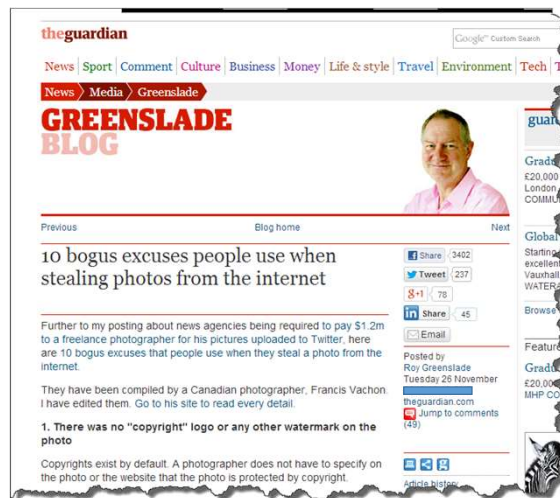 theguardian
Google™ Custom Search
News Sport Comment Culture Business Money Life & style Travel Environment Tech
News Media Greenslade
GREENSLADE
BLOG
Previous Blog home Next
10 bogus excuses people use when
stealing photos from the internet
Share 3402
Tweet 237
g+1 78
in Share 45
Email
Further to my posting about news agencies being required to pay $1.2m
to a freelance photographer for his pictures uploaded to Twitter, here
are 10 bogus excuses that people use when they steal a photo from the
internet.
They have been compiled by a Canadian photographer, Francis Vachon.
I have edited them. Go to his site to read every detail.
1. There was no "copyright" logo or any other watermark on the
photo
Copyrights exist by default. A photographer does not have to specify on
the photo or the website that the photo is protected by copyright.
Posted by
Roy Greenslade
Tuesday 26 November
theguardian.com
Jump to comments
(49)
Article history
guar
Gradu
£20,000
London
COMMU
Global
Starting
excellent
Vauxhall
WATERA
Browse
Feature
Gradu
£20,00
MHP CO